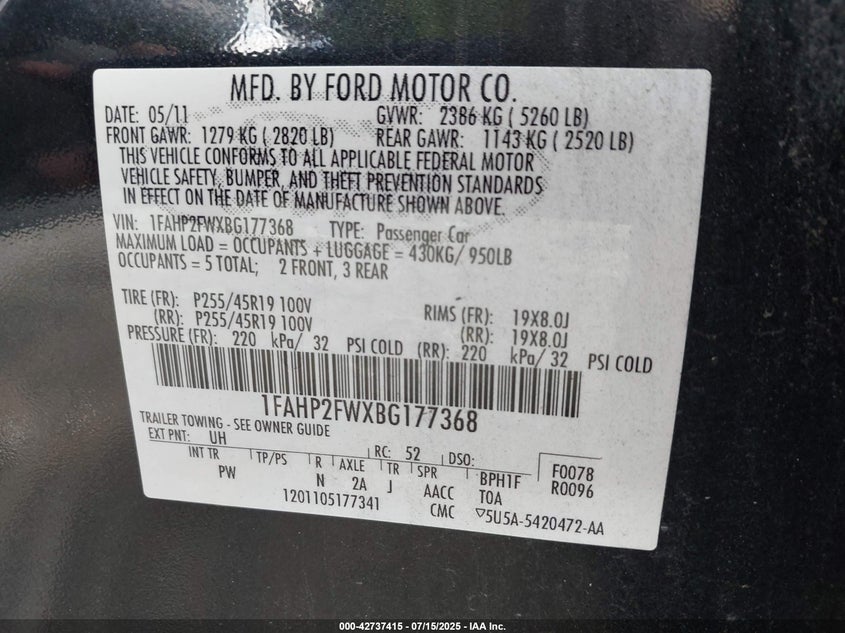 MFD. BY FORD MOTOR CO.
DATE: 05/11 GVWR: 2386 KG ( 5260 LB)
FRONT GAWR: 1279 KG ( 2820 LB) REAR GAWR: 1143 KG ( 2520 LB)
THIS VEHICLE CONFORMS TO ALL APPLICABLE FEDERAL MOTOR
VEHICLE SAFETY, BUMPER, AND THEFT PREVENTION STANDARDS
IN EFFECT ON THE DATE OF MANUFACTURE SHOWN ABOVE.
VIN: 1FAHP2FWXBG177368 TYPE: Passenger Car
MAXIMUM LOAD = OCCUPANTS + LUGGAGE = 430KG/ 950LB
OCCUPANTS = 5 TOTAL; 2 FRONT, 3 REAR
TIRE (FR): P255/45R19 100V RIMS (FR): 19X8.0J
(RR): P255/45R19 100V (RR): 19X8.0J
PRESSURE (FR): 220 kPa/ 32 PSI COLD (RR): 220 kPa/ 32 PSI COLD
1FAHP2FWXBG177368
TRAILER TOWING - SEE OWNER GUIDE
EXT PNT: UH RC: 52 DSO: F0078
INT TR TP/PS R AXLE TR SPR BPH1F R0096
PW N 2A J AACC TOA
1201105177341 CMC ▽5U5A-5420472-AA
000-42737415 - 07/15/2025 - IAA Inc.